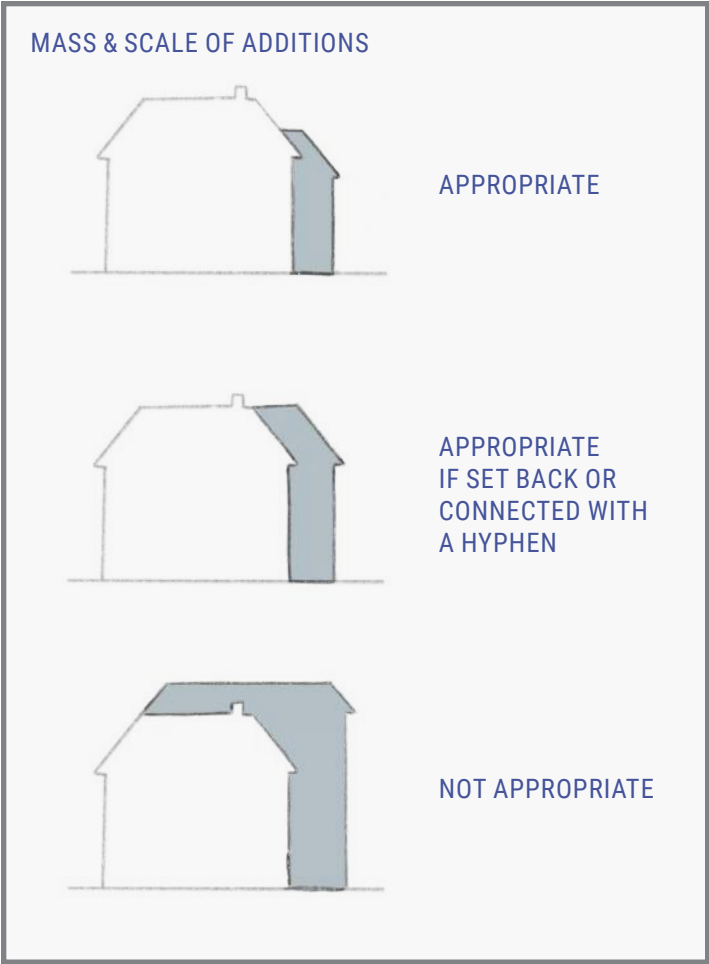 MASS & SCALE OF ADDITIONS
APPROPRIATE
APPROPRIATE
IF SET BACK OR
CONNECTED WITH
A HYPHEN
NOT APPROPRIATE